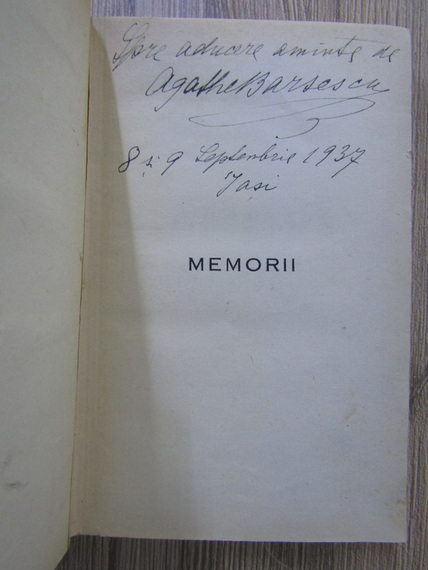 Spre aducere aminte de
Agathe Barsescu
8 și 9 Septembrie 1937
Iași
MEMORII